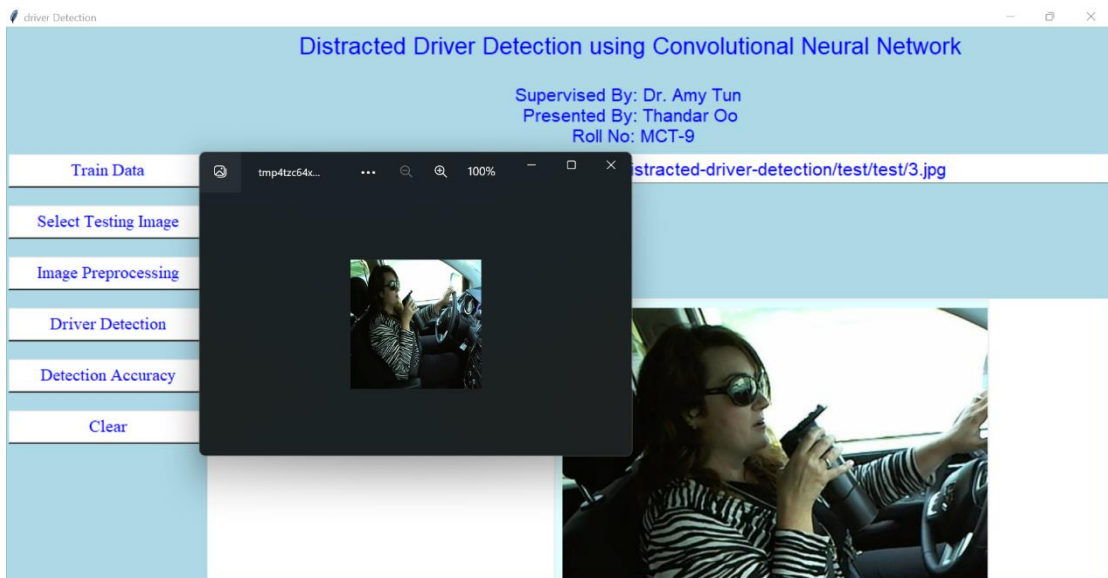 driver Detection
Distracted Driver Detection using Convolutional Neural Network
Supervised By: Dr. Amy Tun
Presented By: Thandar Oo
Roll No: MCT-9
Train Data
tmp4tzc64x...
100%
istracted-driver-detection/test/test/3.jpg
Select Testing Image
Image Preprocessing
Driver Detection
Detection Accuracy
Clear